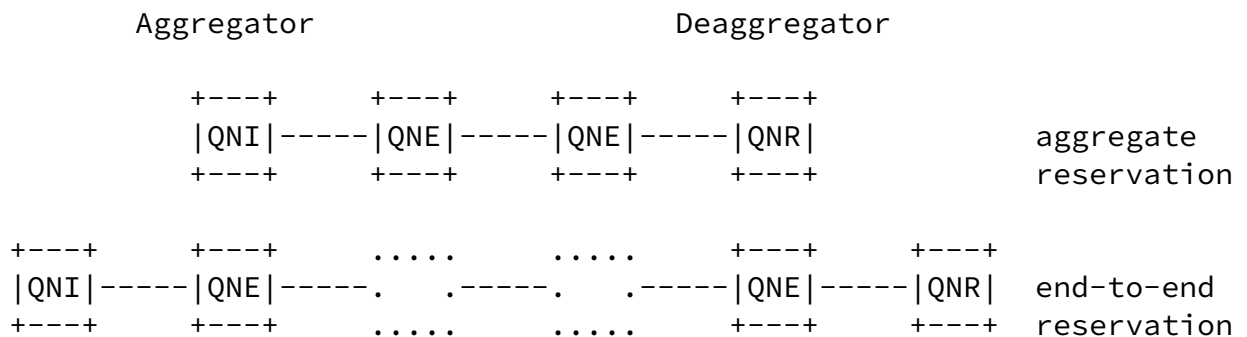 Aggregator                    Deaggregator
          +---+     +---+     +---+     +---+
          |QNI|-----|QNE|-----|QNE|-----|QNR|            aggregate
          +---+     +---+     +---+     +---+            reservation
+---+     +---+     .....     .....     +---+     +---+
|QNI|-----|QNE|-----.   .-----.   .-----|QNE|-----|QNR|  end-to-end
+---+     +---+     .....     .....     +---+     +---+  reservation